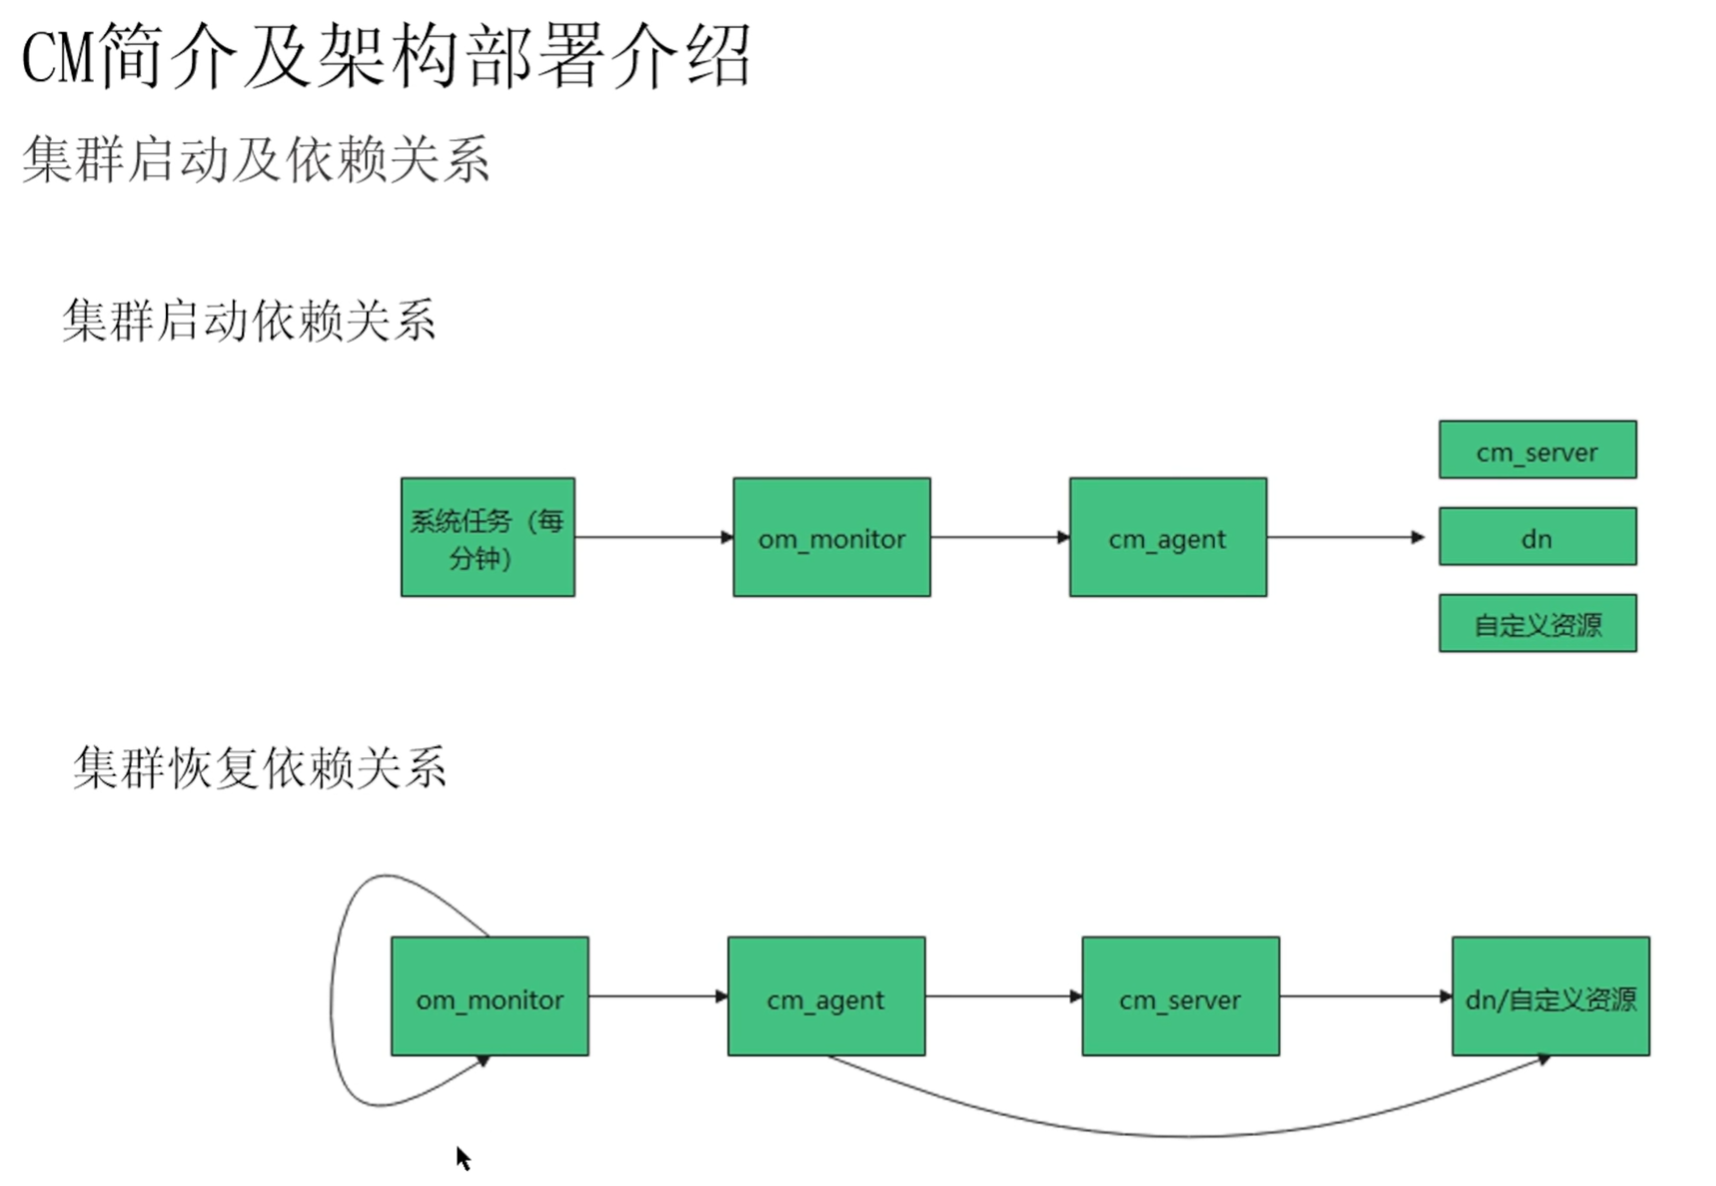 CM简介及架构部署介绍
集群启动及依赖关系
集群启动依赖关系
系统任务（每
分钟）
om_monitor
cm_agent
cm_server
dn
自定义资源
集群恢复依赖关系
om_monitor
cm_agent
cm_server
dn/自定义资源